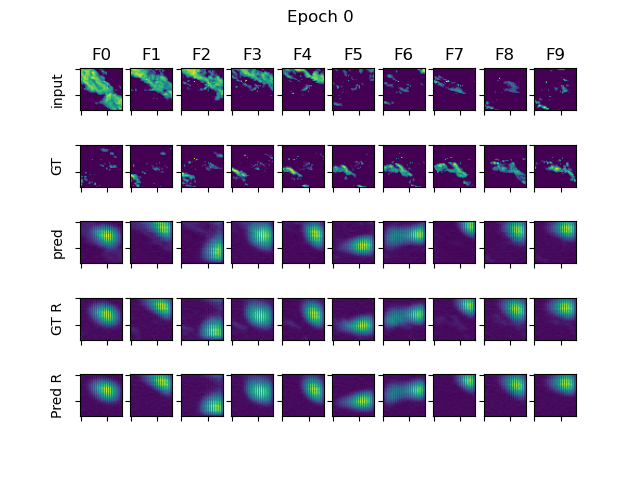 Epoch 0
F0 F1 F2 F3 F4 F5 F6 F7 F8 F9
input
GT
pred
GT R
Pred R